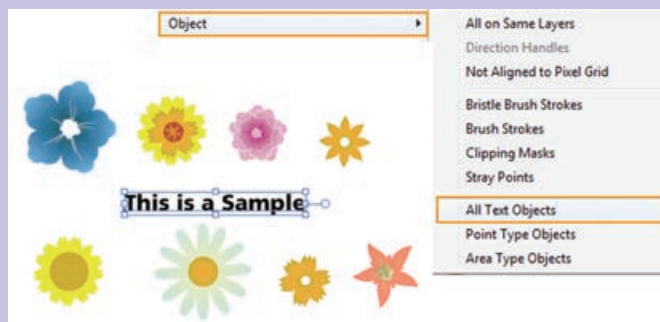 Object
All on Same Layers
Direction Handles
Not Aligned to Pixel Grid
Bristle Brush Strokes
Brush Strokes
Clipping Masks
Stray Points
All Text Objects
Point Type Objects
Area Type Objects
This is a Sample